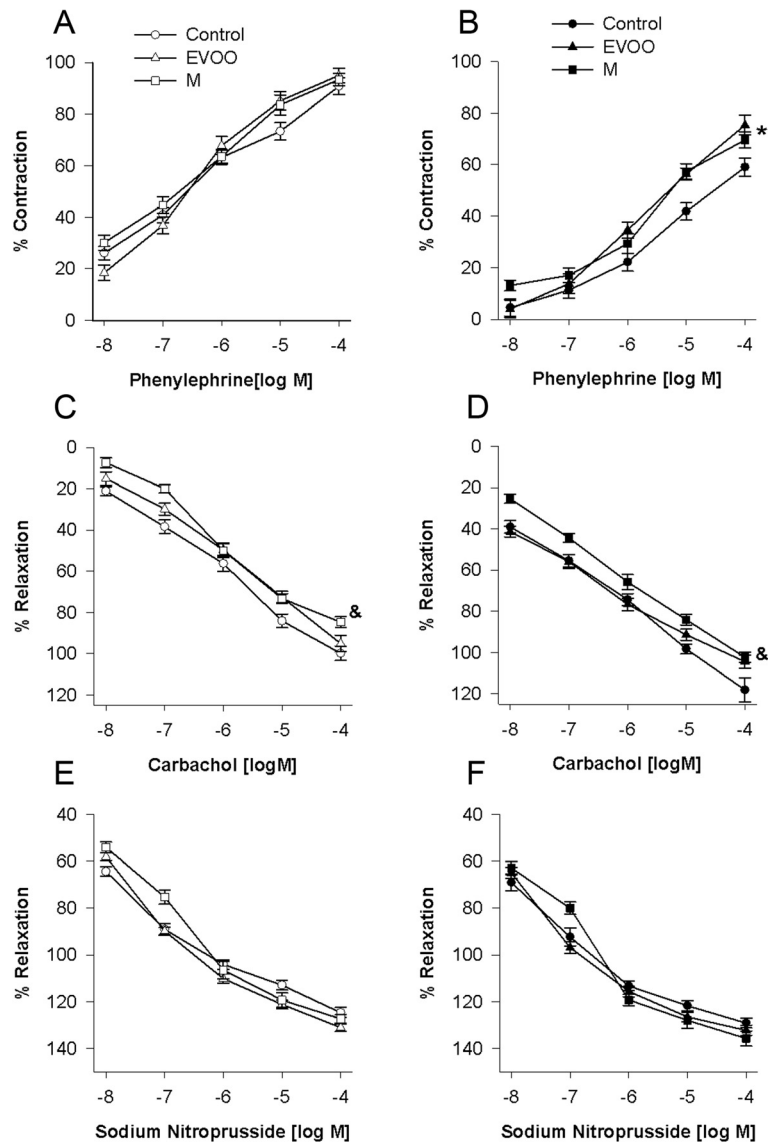 A
Control
EVOO
M
100
80
60
40
20
0
% Contraction
-8 -7 -6 -5 -4
Phenylephrine[log M]
B
Control
EVOO
M
100
80
60
40
20
0
% Contraction
*
-8 -7 -6 -5 -4
Phenylephrine [log M]
C
0
20
40
60
80
100
120
% Relaxation
&
-8 -7 -6 -5 -4
Carbachol [logM]
D
0
20
40
60
80
100
120
% Relaxation
&
-8 -7 -6 -5 -4
Carbachol [logM]
E
40
60
80
100
120
140
% Relaxation
-8 -7 -6 -5 -4
Sodium Nitroprusside [log M]
F
40
60
80
100
120
140
% Relaxation
-8 -7 -6 -5 -4
Sodium Nitroprusside [log M]